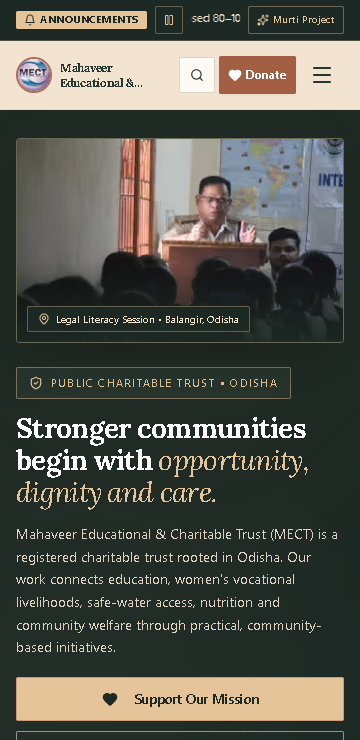 ANNOUNCEMENTS
sed 80–10
Murti Project
MECT
Mahaveer
Educational &...
Donate
INTE
Legal Literacy Session • Balangir, Odisha
PUBLIC CHARITABLE TRUST • ODISHA
Stronger communities
begin with opportunity,
dignity and care.
Mahaveer Educational & Charitable Trust (MECT) is a
registered charitable trust rooted in Odisha. Our
work connects education, women's vocational
livelihoods, safe-water access, nutrition and
community welfare through practical, community-
based initiatives.
Support Our Mission